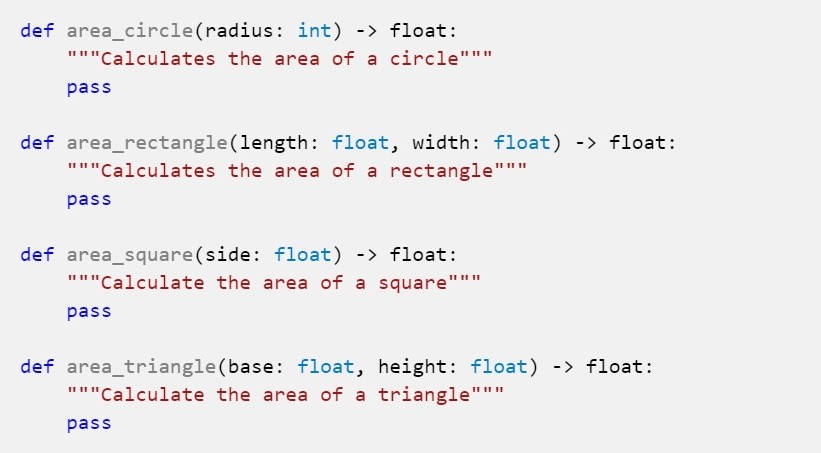 def area_circle(radius: int) -> float:
    """Calculates the area of a circle"""
    pass

def area_rectangle(length: float, width: float) -> float:
    """Calculates the area of a rectangle"""
    pass

def area_square(side: float) -> float:
    """Calculate the area of a square"""
    pass

def area_triangle(base: float, height: float) -> float:
    """Calculate the area of a triangle"""
    pass